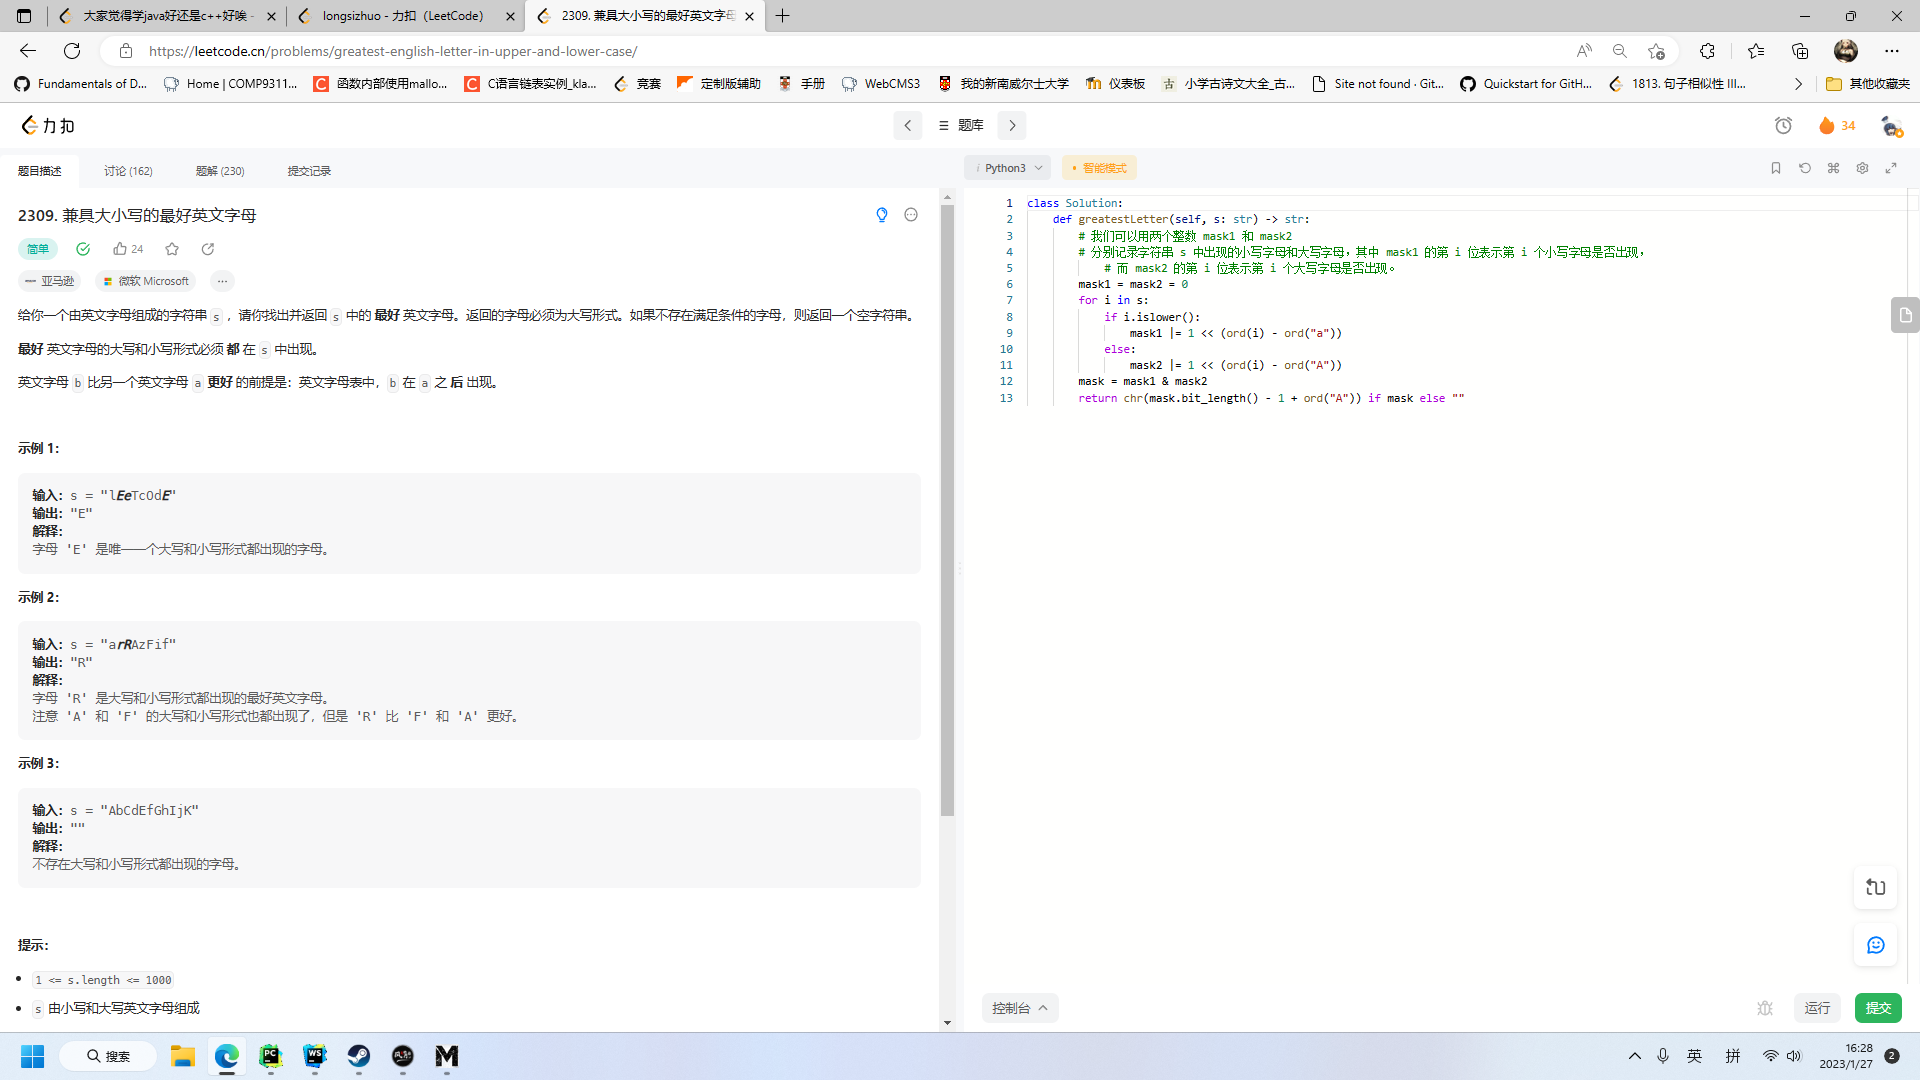 大家觉得学java好还是c++好唉 -
longsizhuo - 力扣（LeetCode）
2309. 兼具大小写的最好英文字母
https://leetcode.cn/problems/greatest-english-letter-in-upper-and-lower-case/
Fundamentals of D...
Home | COMP9311...
函数内部使用mallo...
C语言链表实例_kla...
竞赛
定制版辅助
手册
WebCMS3
我的新南威尔士大学
仪表板
小学古诗文大全_古...
Site not found · Git...
Quickstart for GitH...
1813. 句子相似性 III...
其他收藏夹
力扣
题库
34
题目描述
讨论 (162)
题解 (230)
提交记录
i Python3
• 智能模式
2309. 兼具大小写的最好英文字母
简单
24
亚马逊
微软 Microsoft
...
给你一个由英文字母组成的字符串 s ，请你找出并返回 s 中的 最好 英文字母。返回的字母必须为大写形式。如果不存在满足条件的字母，则返回一个空字符串。
最好 英文字母的大写和小写形式必须 都 在 s 中出现。
英文字母 b 比另一个英文字母 a 更好 的前提是：英文字母表中，b 在 a 之 后 出现。
示例 1：
输入：s = "lEeTcOdE"
输出："E"
解释：
字母 'E' 是唯一一个大写和小写形式都出现的字母。
示例 2：
输入：s = "arRAzFif"
输出："R"
解释：
字母 'R' 是大写和小写形式都出现的最好英文字母。
注意 'A' 和 'F' 的大写和小写形式也都出现了，但是 'R' 比 'F' 和 'A' 更好。
示例 3：
输入：s = "AbCdEfGhIjK"
输出：""
解释：
不存在大写和小写形式都出现的字母。
提示：
1 <= s.length <= 1000
s 由小写和大写英文字母组成
1 class Solution:
2 def greatestLetter(self, s: str) -> str:
3 # 我们可以用两个整数 mask1 和 mask2
4 # 分别记录字符串 s 中出现的小写字母和大写字母，其中 mask1 的第 i 位表示第 i 个小写字母是否出现，
5 # 而 mask2 的第 i 位表示第 i 个大写字母是否出现。
6 mask1 = mask2 = 0
7 for i in s:
8 if i.islower():
9 mask1 |= 1 << (ord(i) - ord("a"))
10 else:
11 mask2 |= 1 << (ord(i) - ord("A"))
12 mask = mask1 & mask2
13 return chr(mask.bit_length() - 1 + ord("A")) if mask else ""
控制台
运行
提交
搜索
英
拼
16:28
2023/1/27
2